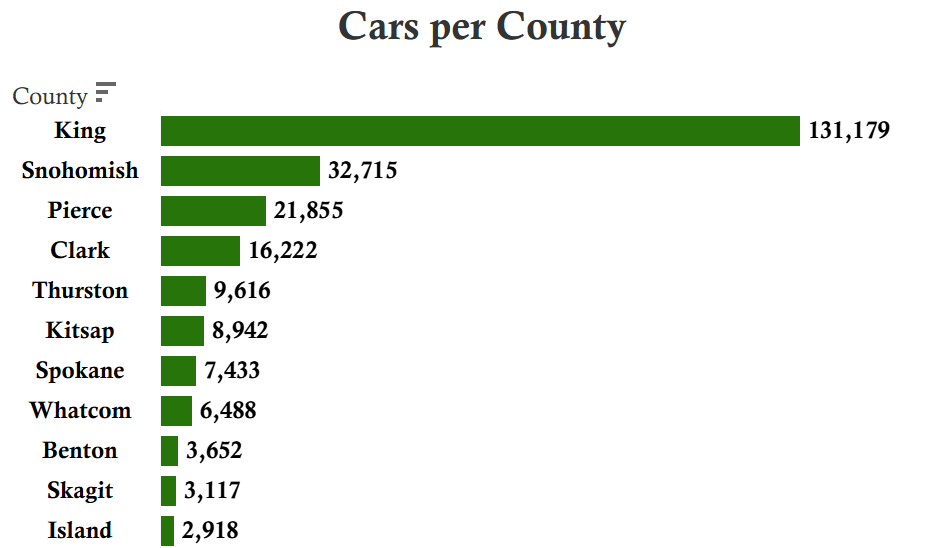 Cars per County
County
King 131,179
Snohomish 32,715
Pierce 21,855
Clark 16,222
Thurston 9,616
Kitsap 8,942
Spokane 7,433
Whatcom 6,488
Benton 3,652
Skagit 3,117
Island 2,918